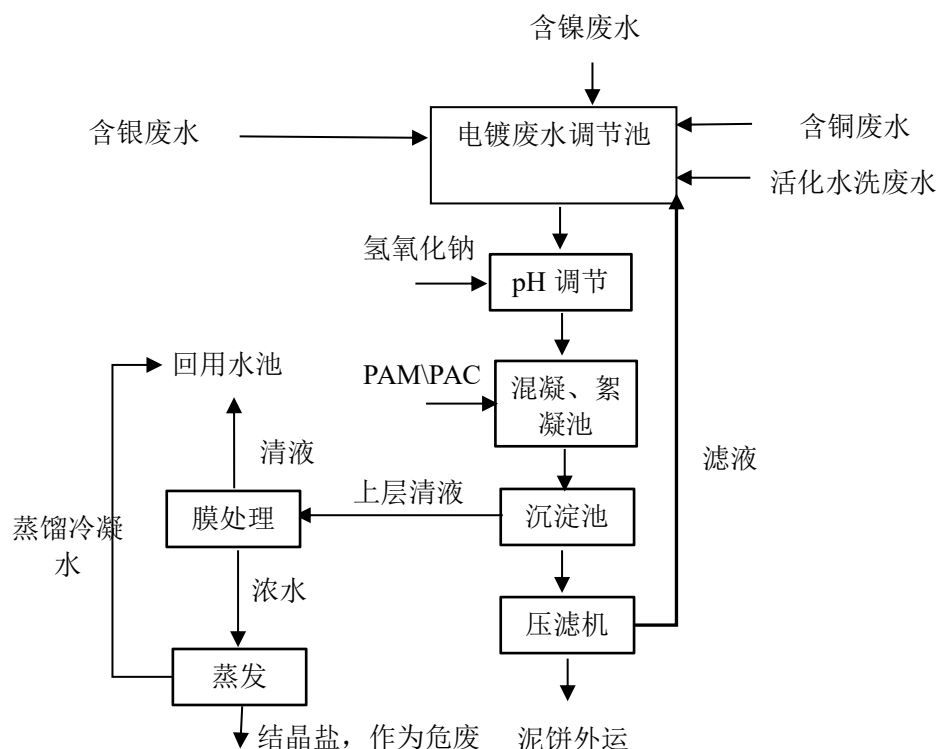 含镍废水
含银废水
电镀废水调节池
含铜废水
活化水洗废水
氢氧化钠
pH 调节
回用水池
PAM\PAC
混凝、絮
凝池
清液
上层清液
滤液
膜处理
沉淀池
蒸馏冷凝
水
浓水
压滤机
蒸发
结晶盐，作为危废
泥饼外运